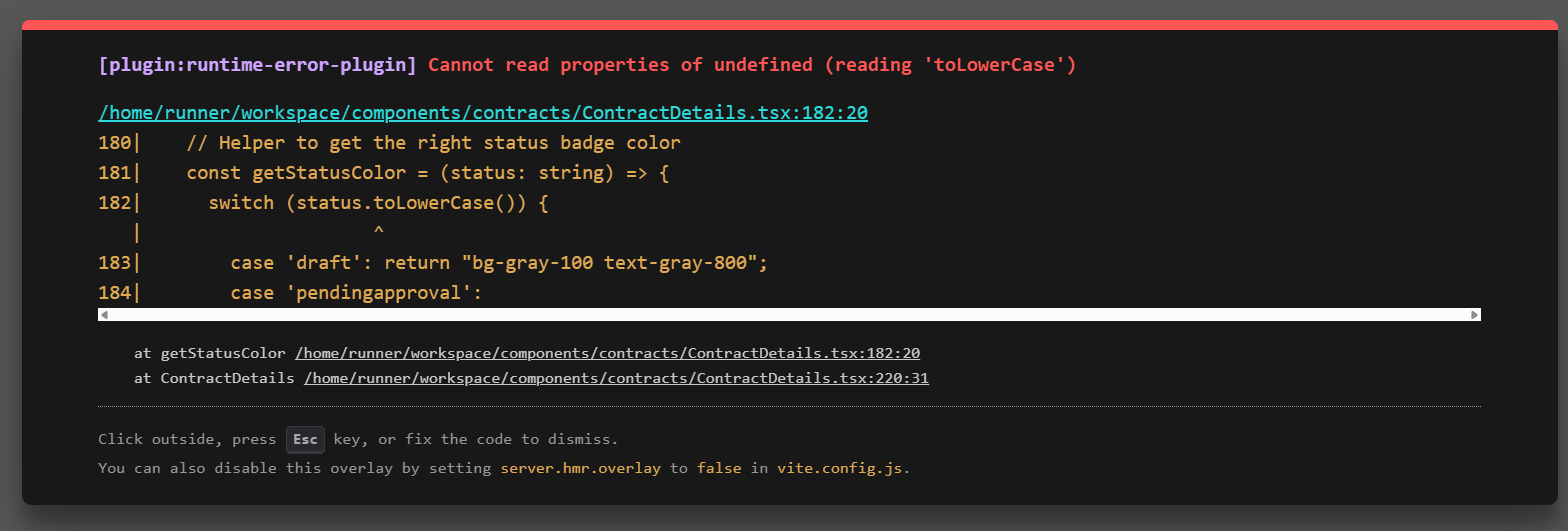 [plugin:runtime-error-plugin] Cannot read properties of undefined (reading 'toLowerCase')
/home/runner/workspace/components/contracts/ContractDetails.tsx:182:20
180|    // Helper to get the right status badge color
181|    const getStatusColor = (status: string) => {
182|      switch (status.toLowerCase()) {
   |                     ^
183|        case 'draft': return "bg-gray-100 text-gray-800";
184|        case 'pendingapproval':
at getStatusColor /home/runner/workspace/components/contracts/ContractDetails.tsx:182:20
at ContractDetails /home/runner/workspace/components/contracts/ContractDetails.tsx:220:31
Click outside, press Esc key, or fix the code to dismiss.
You can also disable this overlay by setting server.hmr.overlay to false in vite.config.js.